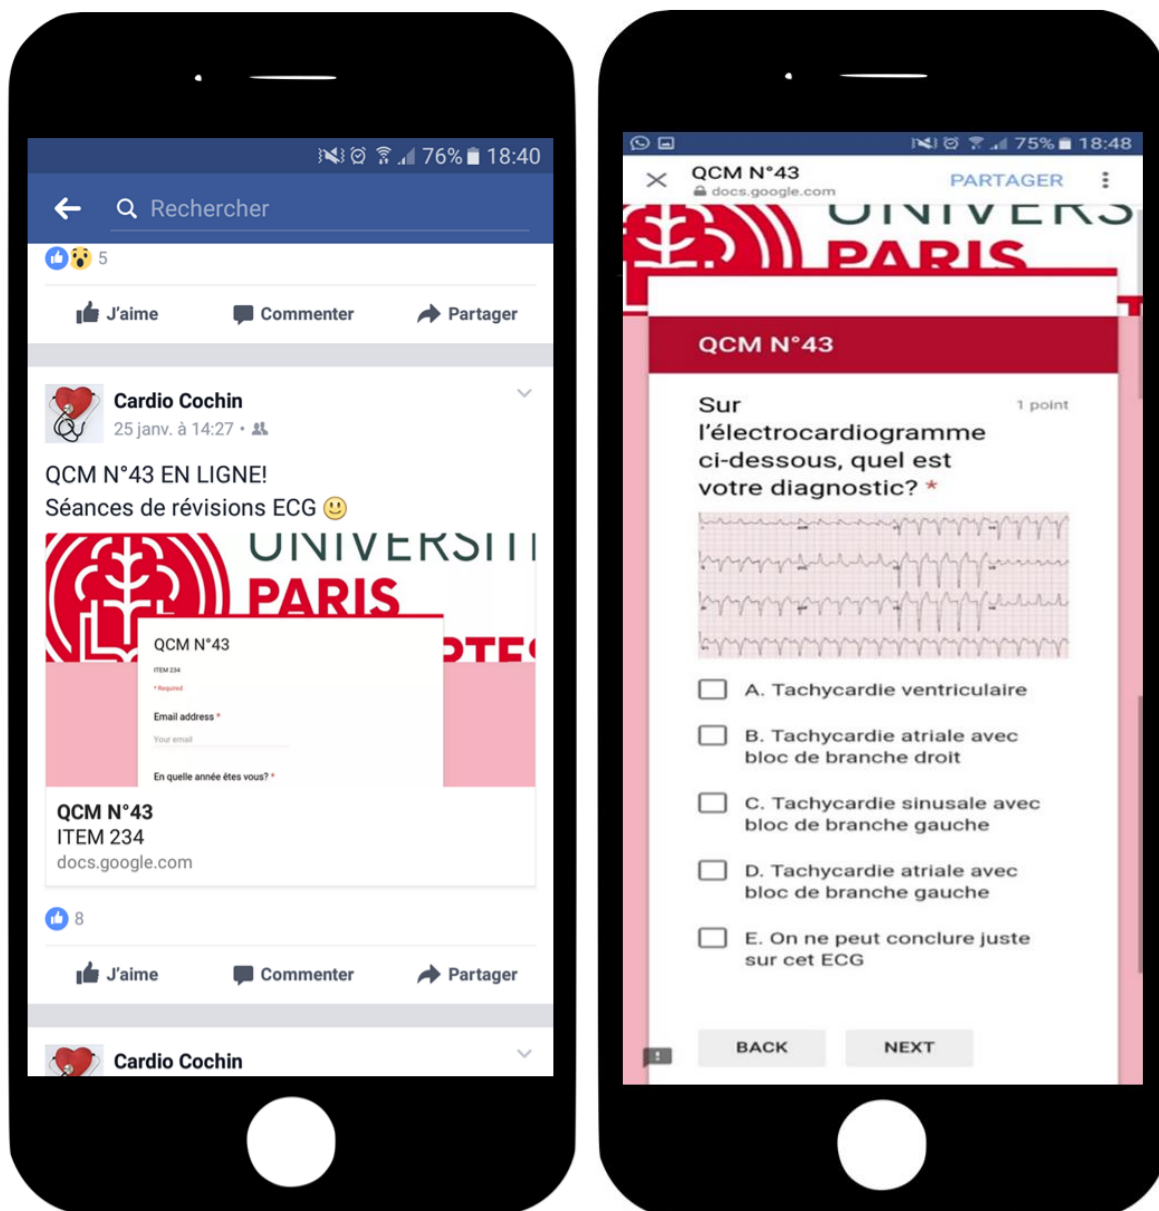 76% 18:40
Rechercher
5
J'aime Commenter Partager
Cardio Cochin
25 janv. à 14:27
QCM N°43 EN LIGNE!
Séances de révisions ECG
UNIVERSITÉ
PARIS
QCM N°43
ITEM 234
* Required
Email address *
Your email
En quelle année êtes vous? *
QCM N°43
ITEM 234
docs.google.com
8
J'aime Commenter Partager
Cardio Cochin
75% 18:48
QCM N°43
docs.google.com
PARTAGER
UNIVERS
PARIS
QCM N°43
Sur
1 point
l'électrocardiogramme
ci-dessous, quel est
votre diagnostic? *
A. Tachycardie ventriculaire
B. Tachycardie atriale avec
bloc de branche droit
C. Tachycardie sinusale avec
bloc de branche gauche
D. Tachycardie atriale avec
bloc de branche gauche
E. On ne peut conclure juste
sur cet ECG
BACK NEXT